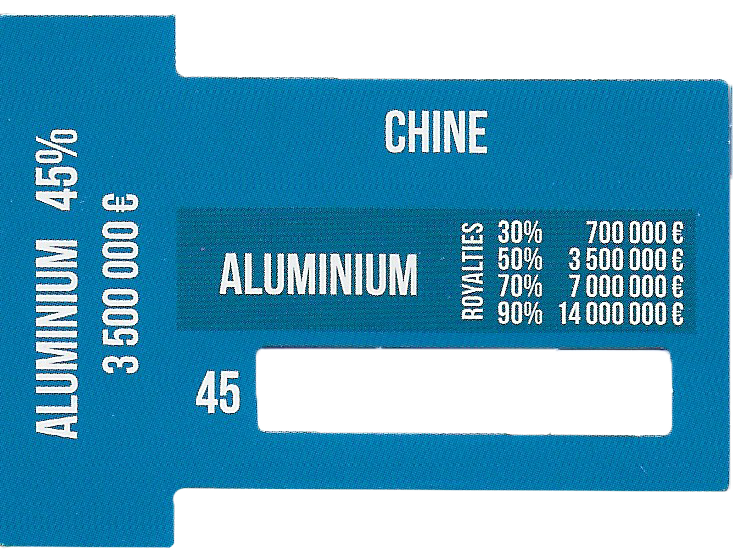 ALUMINIUM 45%
3 500 000 €
CHINE
ALUMINIUM
ROYALTIES
30% 700 000 €
50% 3 500 000 €
70% 7 000 000 €
90% 14 000 000 €
45